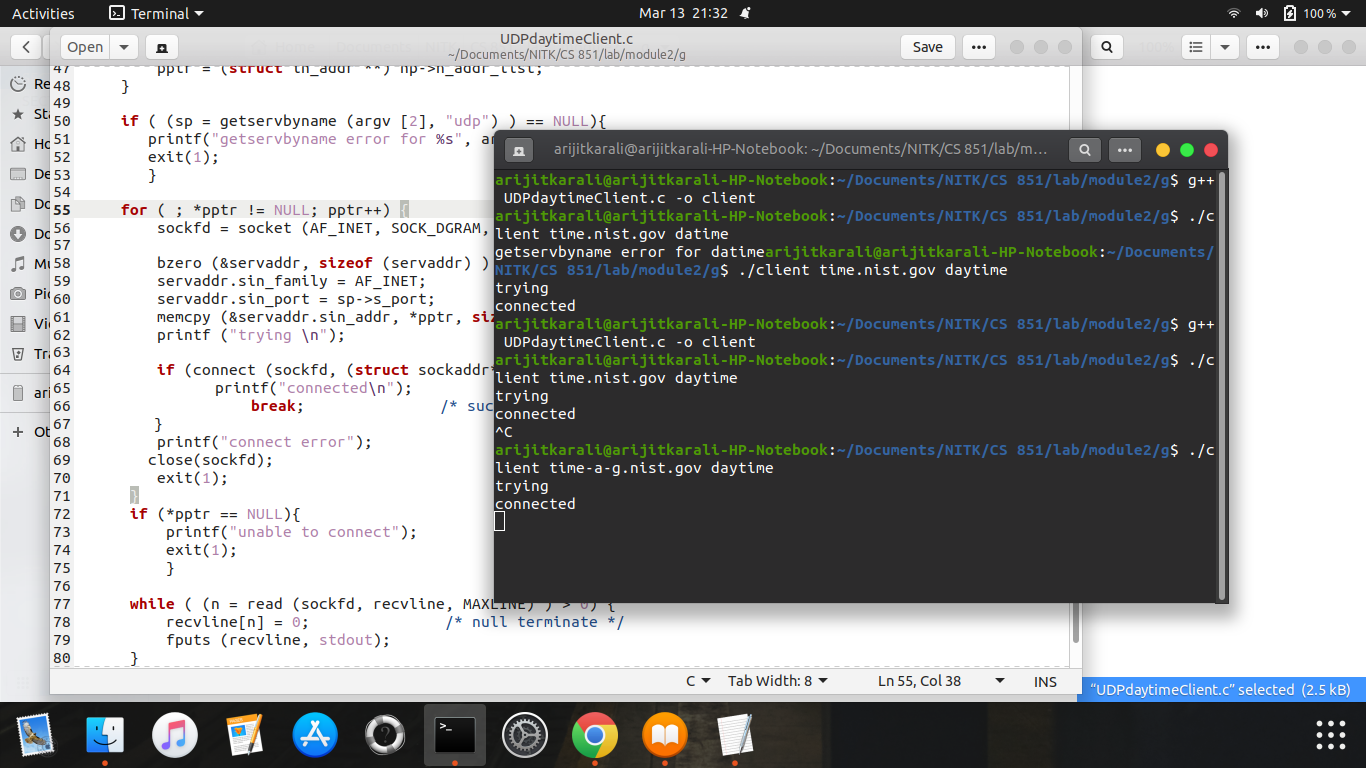 Activities
Terminal
Mar 13 21:32
100 %
Open
UDPdaytimeClient.c
~/Documents/NITK/CS 851/lab/module2/g
Save
Re
Sta
Ho
De
Do
Do
Mu
Pic
Vi
Tra
ari
Ot
47 pptr = (struct in_addr **) hp->h_addr_list;
48 }
49
50 if ( (sp = getservbyname (argv [2], "udp") ) == NULL){
51 printf("getservbyname error for %s", ar
52 exit(1);
53 }
54
55 for ( ; *pptr != NULL; pptr++) {
56 sockfd = socket (AF_INET, SOCK_DGRAM,
57
58 bzero (&servaddr, sizeof (servaddr) )
59 servaddr.sin_family = AF_INET;
60 servaddr.sin_port = sp->s_port;
61 memcpy (&servaddr.sin_addr, *pptr, siz
62 printf ("trying \n");
63
64 if (connect (sockfd, (struct sockaddr*
65 printf("connected\n");
66 break; /* suc
67 }
68 printf("connect error");
69 close(sockfd);
70 exit(1);
71 }
72 if (*pptr == NULL){
73 printf("unable to connect");
74 exit(1);
75 }
76
77 while ( (n = read (sockfd, recvline, MAXLINE) ) > 0) {
78 recvline[n] = 0; /* null terminate */
79 fputs (recvline, stdout);
80 }
C
Tab Width: 8
Ln 55, Col 38
INS
arijitkarali@arijitkarali-HP-Notebook: ~/Documents/NITK/CS 851/lab/m...
arijitkarali@arijitkarali-HP-Notebook:~/Documents/NITK/CS 851/lab/module2/g$ g++
UDPdaytimeClient.c -o client
arijitkarali@arijitkarali-HP-Notebook:~/Documents/NITK/CS 851/lab/module2/g$ ./c
lient time.nist.gov datime
getservbyname error for datimearijitkarali@arijitkarali-HP-Notebook:~/Documents/
NITK/CS 851/lab/module2/g$ ./client time.nist.gov daytime
trying
connected
arijitkarali@arijitkarali-HP-Notebook:~/Documents/NITK/CS 851/lab/module2/g$ g++
UDPdaytimeClient.c -o client
arijitkarali@arijitkarali-HP-Notebook:~/Documents/NITK/CS 851/lab/module2/g$ ./c
lient time.nist.gov daytime
trying
connected
^C
arijitkarali@arijitkarali-HP-Notebook:~/Documents/NITK/CS 851/lab/module2/g$ ./c
lient time-a-g.nist.gov daytime
trying
connected
"UDPdaytimeClient.c" selected (2.5 kB)
>_